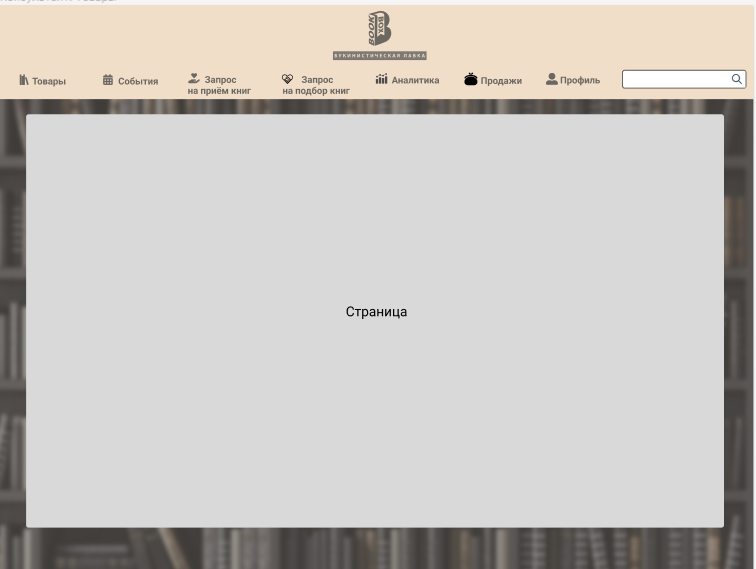 BOOK
BOX
БУКИНИСТИЧЕСКАЯ ЛАВКА
Товары
События
Запрос
на приём книг
Запрос
на подбор книг
Аналитика
Продажи
Профиль
Страница